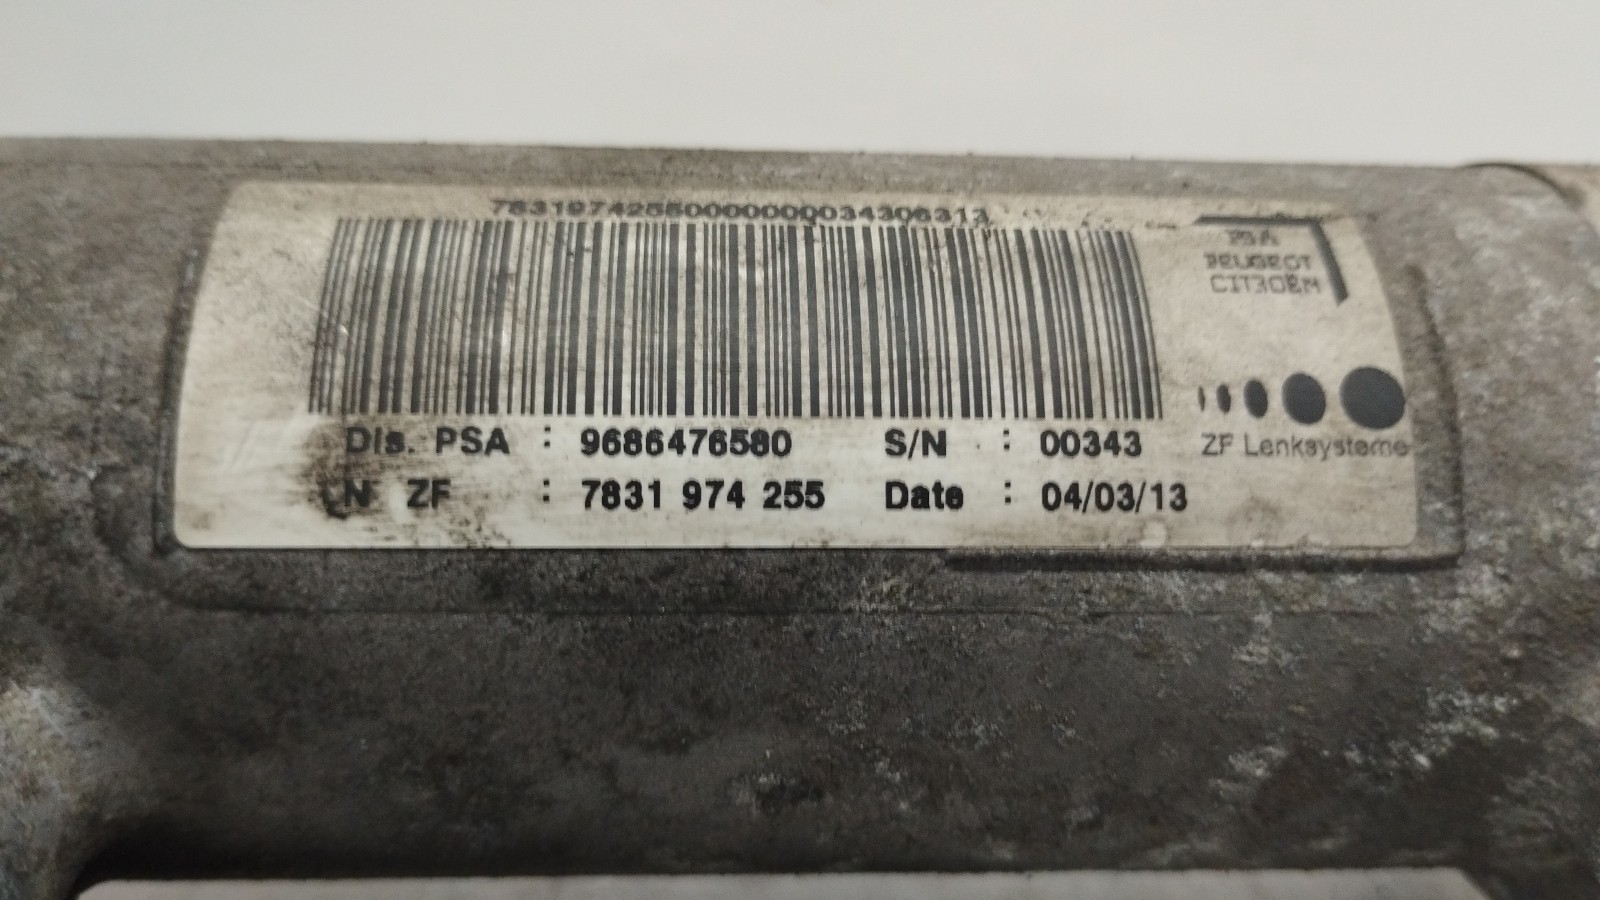 78319742550000000034306313
PSA
PEUGEOT
CITROËN
Dis. PSA : 9686476580 S/N : 00343
N ZF : 7831 974 255 Date : 04/03/13
ZF Lenksysteme